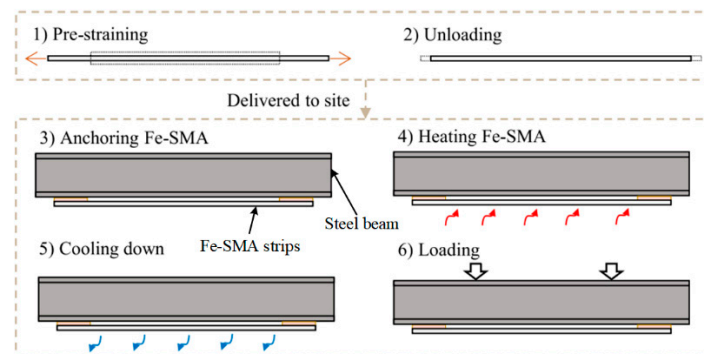 1) Pre-straining
2) Unloading
Delivered to site
3) Anchoring Fe-SMA
4) Heating Fe-SMA
Steel beam
Fe-SMA strips
5) Cooling down
6) Loading